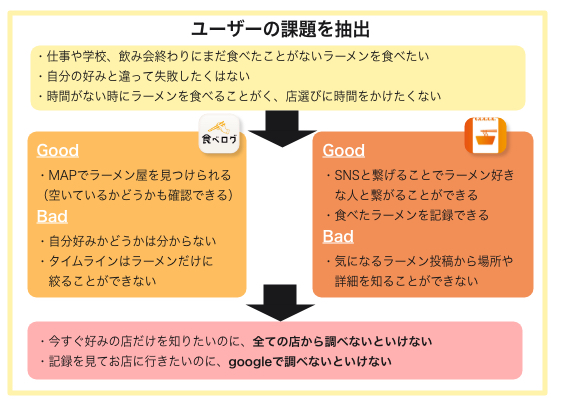 ユーザーの課題を抽出
・仕事や学校、飲み会終わりにまだ食べたことがないラーメンを食べたい
・自分の好みと違って失敗したくはない
・時間がない時にラーメンを食べることがく、店選びに時間をかけたくない
食べログ
Good
・MAPでラーメン屋を見つけられる
（空いているかどうかも確認できる）
Bad
・自分好みかどうかは分からない
・タイムラインはラーメンだけに
絞ることができない
Good
・SNSと繋げることでラーメン好き
な人と繋がることができる
・食べたラーメンを記録できる
Bad
・気になるラーメン投稿から場所や
詳細を知ることができない
・今すぐ好みの店だけを知りたいのに、全ての店から調べないといけない
・記録を見てお店に行きたいのに、googleで調べないといけない